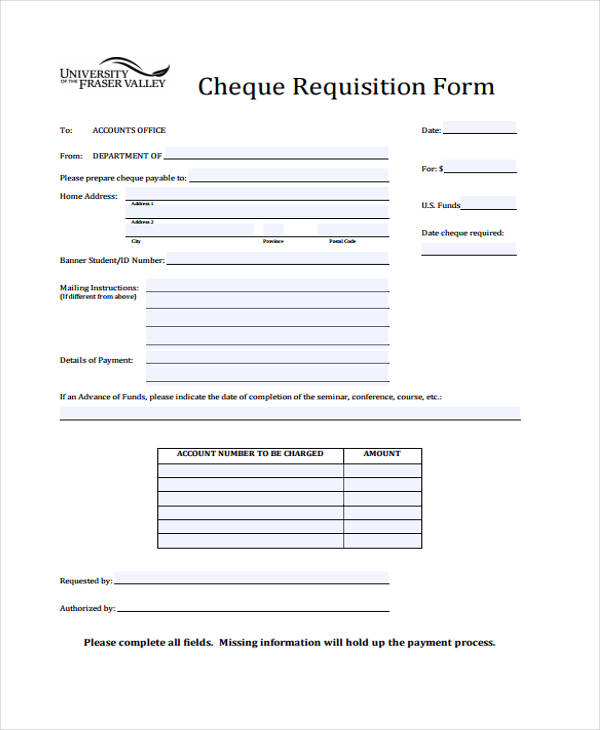 UNIVERSITY
OF THE FRASER VALLEY
Cheque Requisition Form
To: ACCOUNTS OFFICE
Date:
From: DEPARTMENT OF
For: $
Please prepare cheque payable to:
Home Address:
Address 1
U.S. Funds
Address 2
Date cheque required:
City Province Postal Code
Banner Student/ID Number:
Mailing Instructions:
(If different from above)
Details of Payment:
If an Advance of Funds, please indicate the date of completion of the seminar, conference, course, etc.:
ACCOUNT NUMBER TO BE CHARGED AMOUNT
Requested by:
Authorized by:
Please complete all fields. Missing information will hold up the payment process.